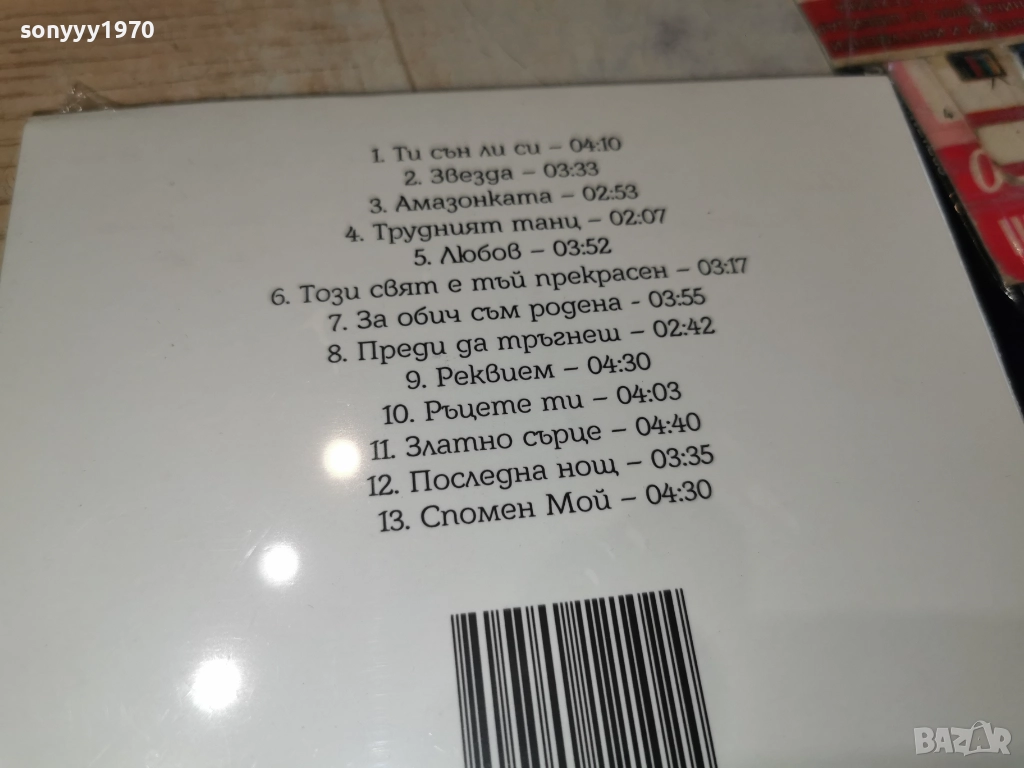 sonyyy1970
1. Ти сън ли си – 04:10
2. Звезда – 03:33
3. Амазонката – 02:53
4. Трудният танц – 02:07
5. Любов – 03:52
6. Този свят е тъй прекрасен – 03:17
7. За обич съм родена - 03:55
8. Преди да тръгнеш – 02:42
9. Реквием – 04:30
10. Ръцете ти – 04:03
11. Златно сърце – 04:40
12. Последна нощ – 03:35
13. Спомен Мой – 04:30
BAZAR